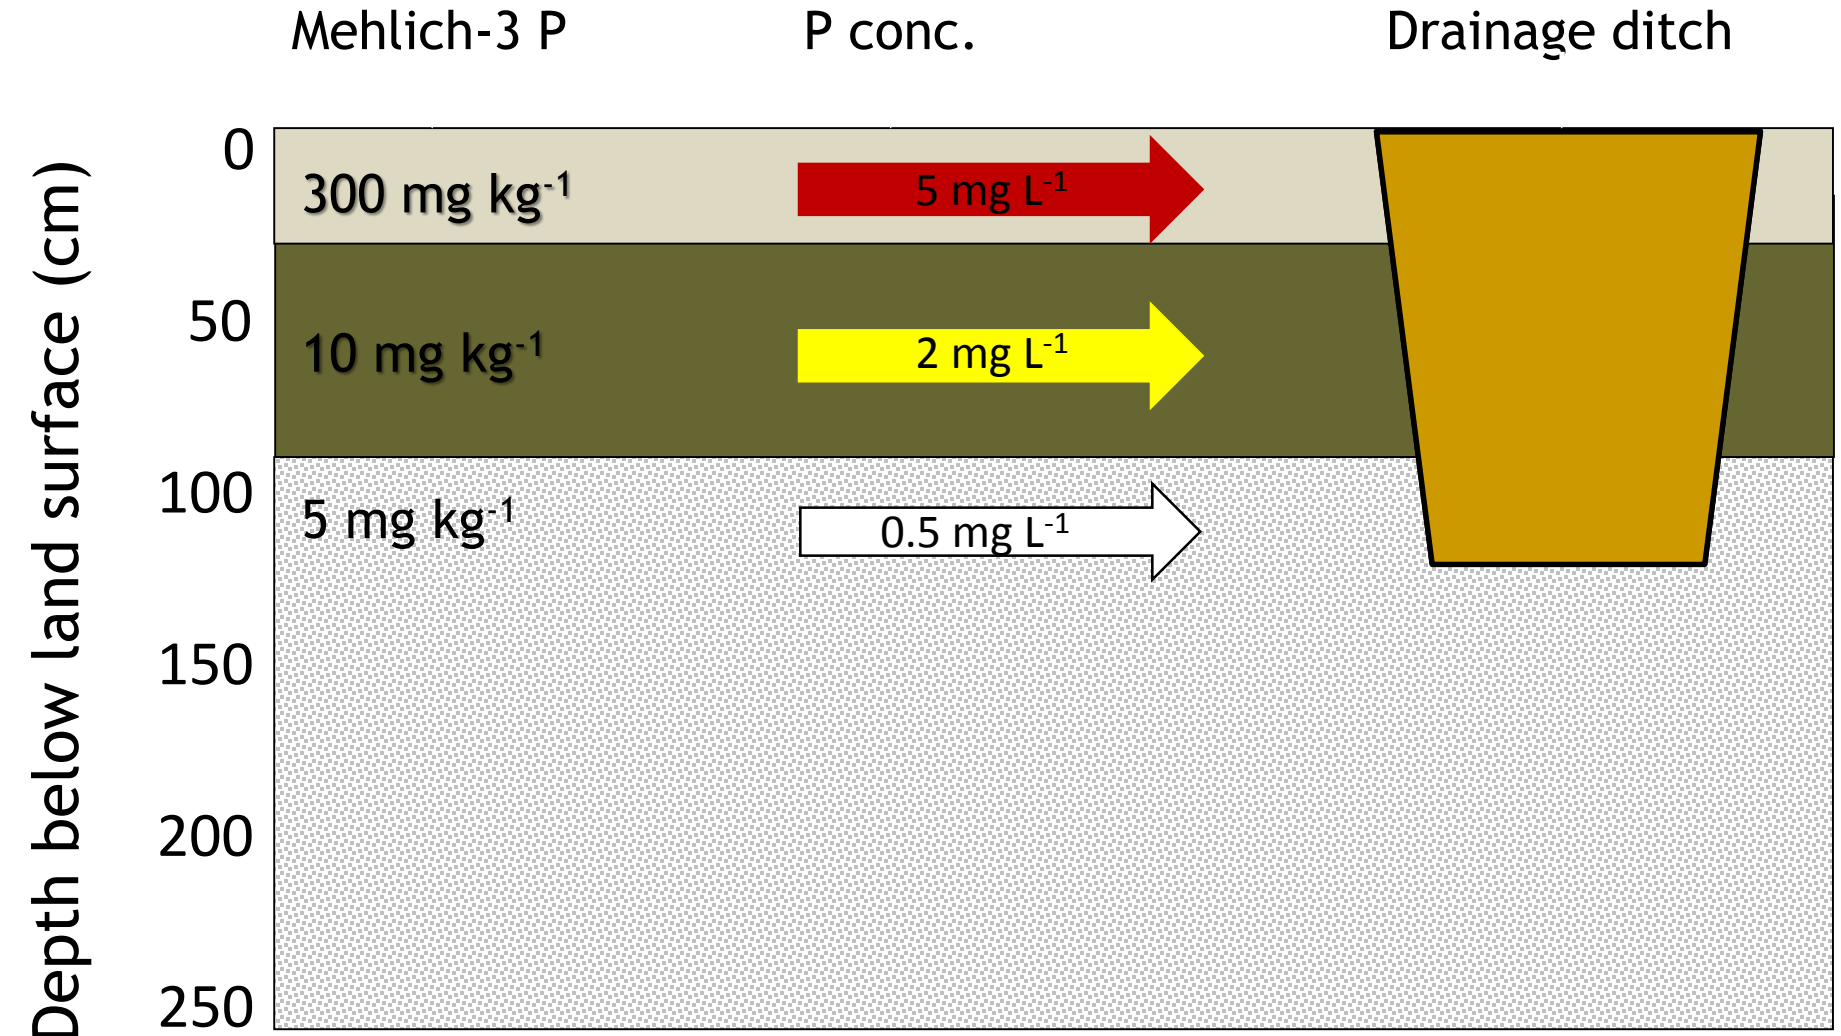 Mehlich-3 P
P conc.
Drainage ditch
Depth below land surface (cm)
0
300 mg kg⁻¹
5 mg L⁻¹
50
10 mg kg⁻¹
2 mg L⁻¹
100
5 mg kg⁻¹
0.5 mg L⁻¹
150
200
250